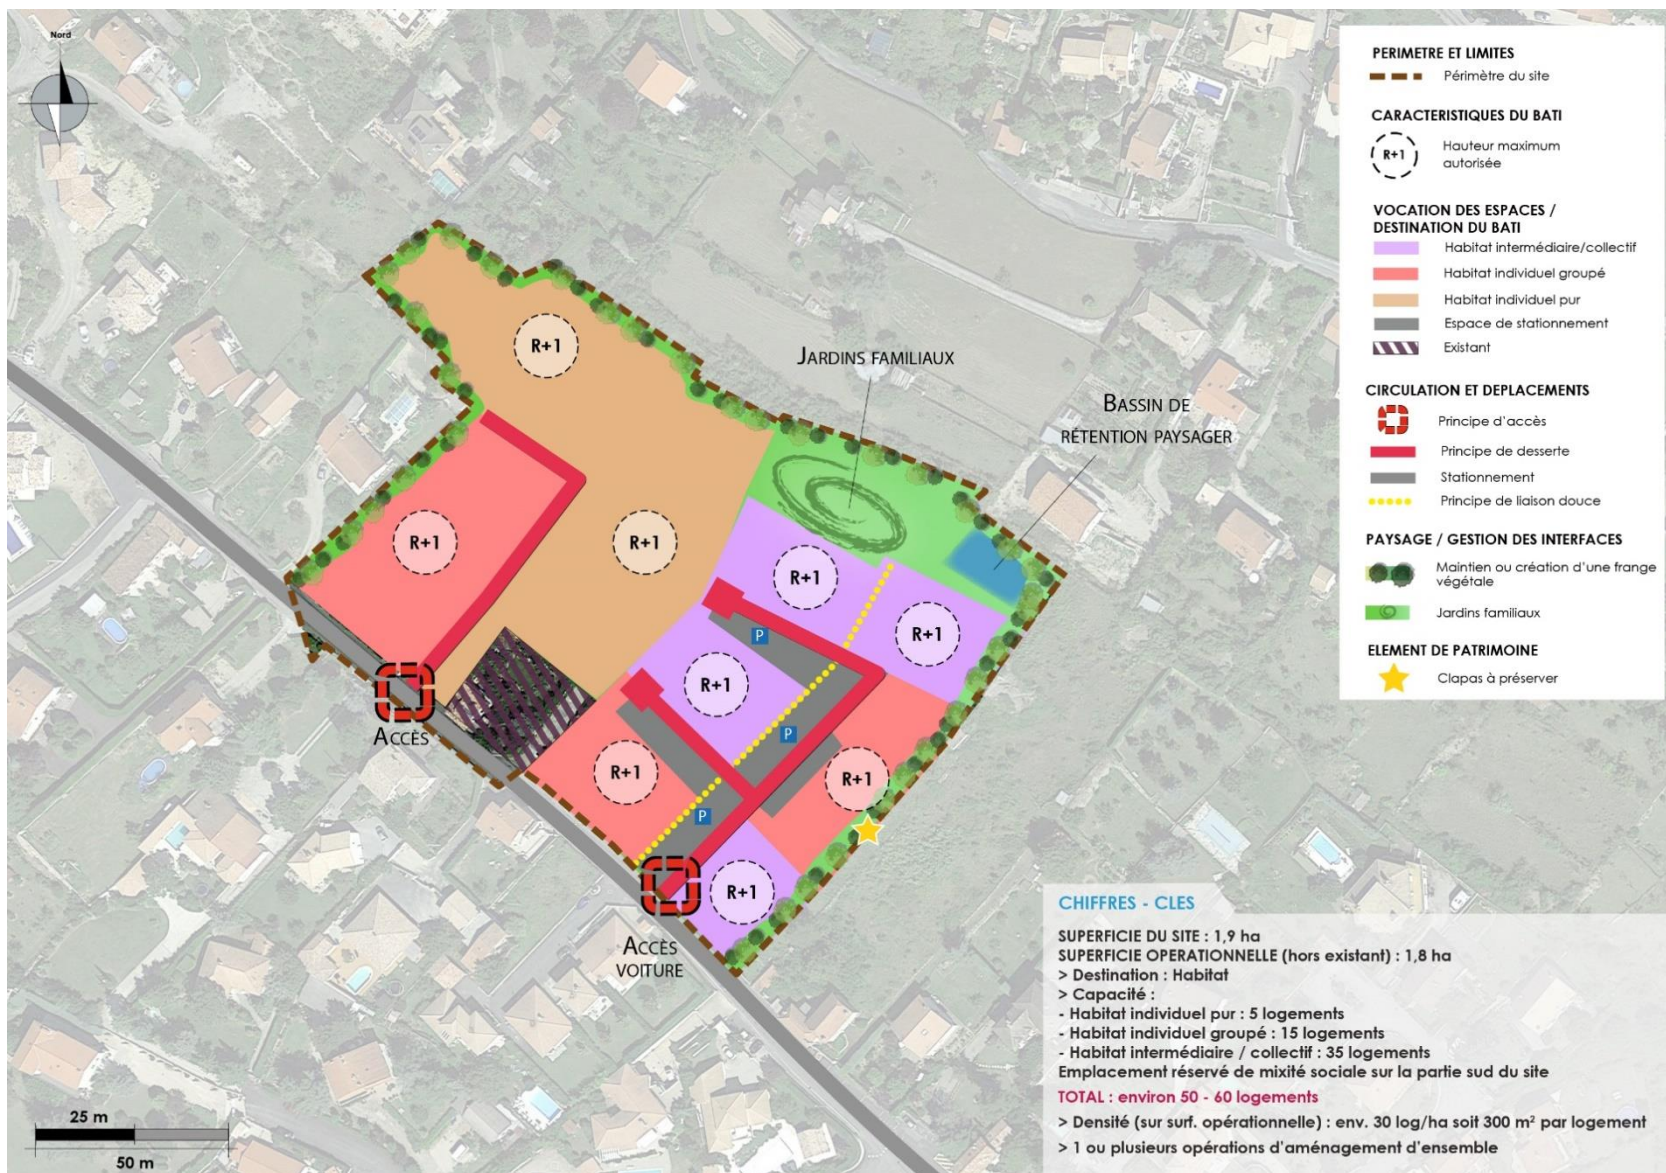 Nord
PERIMETRE ET LIMITES
Périmètre du site
CARACTERISTIQUES DU BATI
R+1
Hauteur maximum
autorisée
VOCATION DES ESPACES /
DESTINATION DU BATI
Habitat intermédiaire/collectif
Habitat individuel groupé
Habitat individuel pur
Espace de stationnement
Existant
CIRCULATION ET DEPLACEMENTS
Principe d'accès
Principe de desserte
Stationnement
Principe de liaison douce
PAYSAGE / GESTION DES INTERFACES
Maintien ou création d'une frange
végétale
Jardins familiaux
ELEMENT DE PATRIMOINE
Clapas à préserver
R+1
JARDINS FAMILIAUX
BASSIN DE
RÉTENTION PAYSAGER
R+1
R+1
R+1
R+1
P
R+1
P
R+1
R+1
P
R+1
ACCÈS
ACCÈS
VOITURE
CHIFFRES - CLES
SUPERFICIE DU SITE : 1,9 ha
SUPERFICIE OPERATIONNELLE (hors existant) : 1,8 ha
> Destination : Habitat
> Capacité :
- Habitat individuel pur : 5 logements
- Habitat individuel groupé : 15 logements
- Habitat intermédiaire / collectif : 35 logements
Emplacement réservé de mixité sociale sur la partie sud du site
TOTAL : environ 50 - 60 logements
> Densité (sur surf. opérationnelle) : env. 30 log/ha soit 300 m² par logement
> 1 ou plusieurs opérations d'aménagement d'ensemble
25 m
50 m